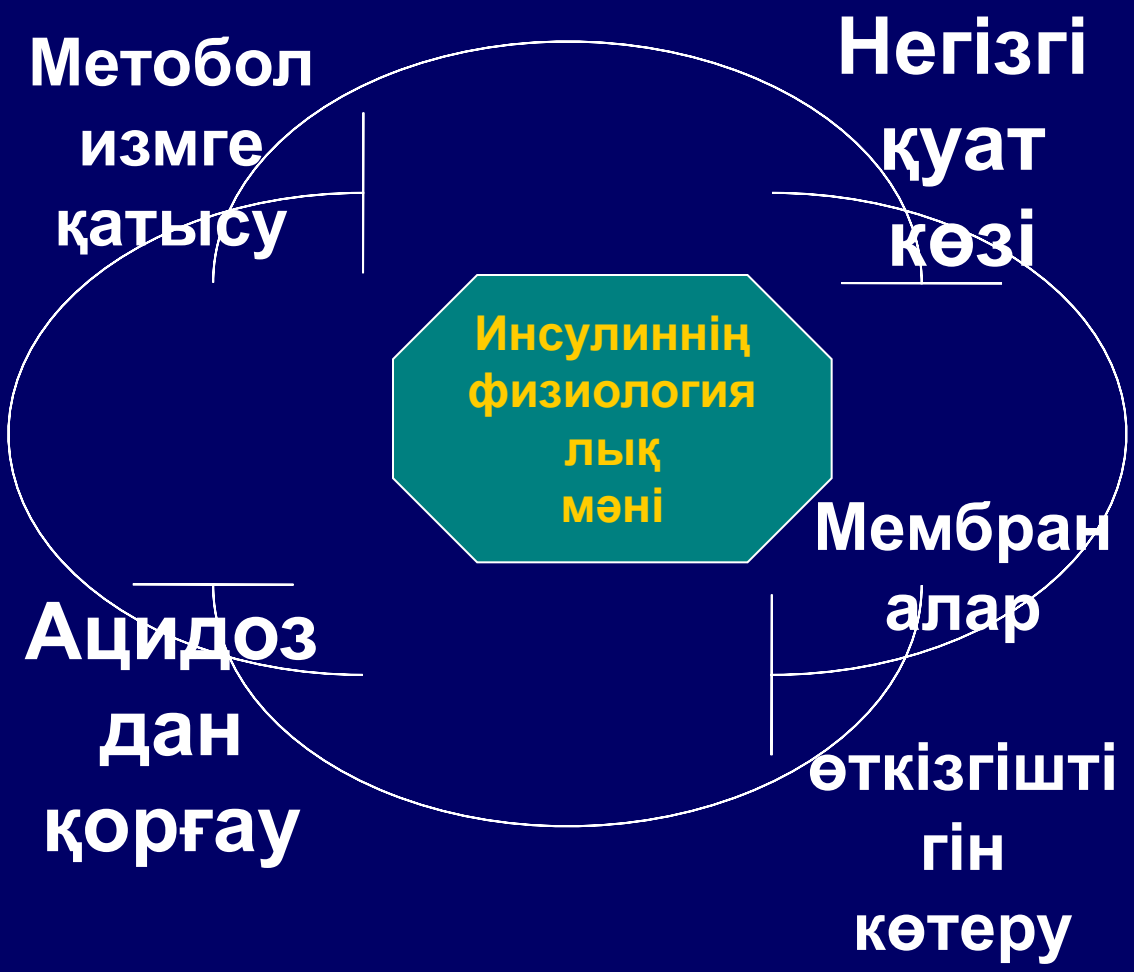 Метобол
измге
қатысу
Негізгі
қуат
көзі
Инсулиннің
физиология
лық
мәні
Ацидоз
дан
қорғау
Мембран
алар
өткізгішті
гін
көтеру